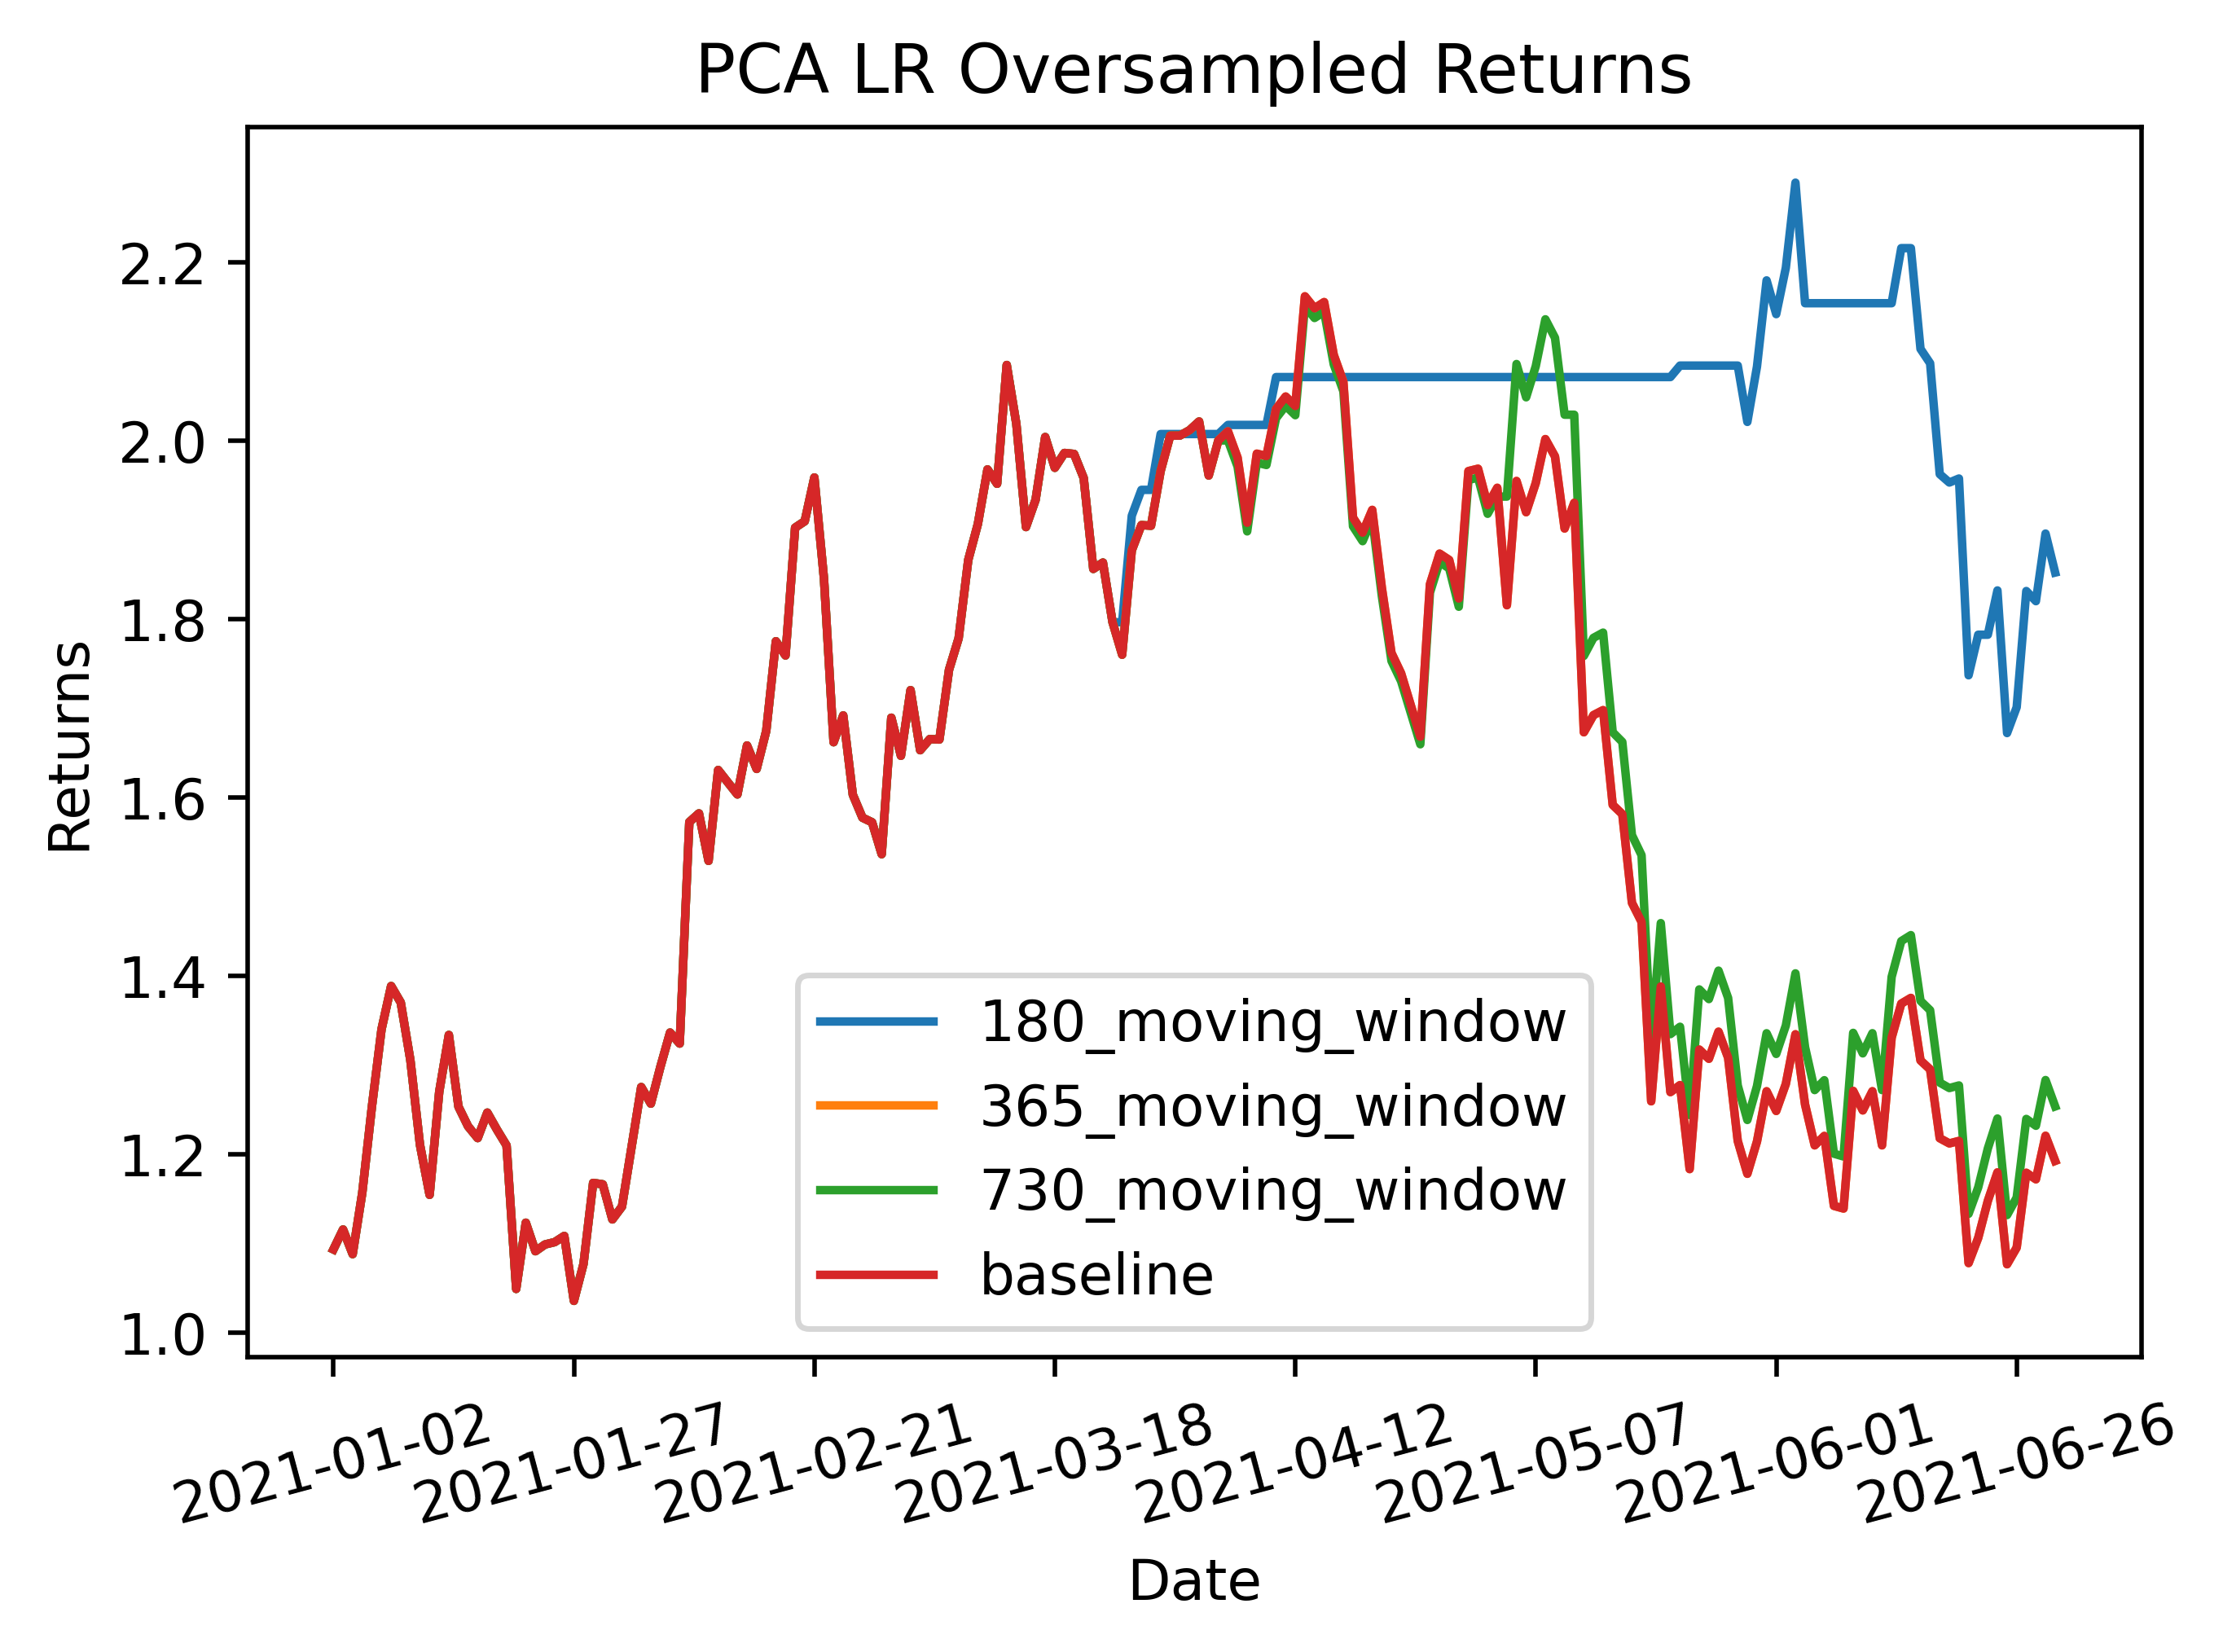 PCA LR Oversampled Returns
2.2
2.0
1.8
1.6
1.4
1.2
1.0
Returns
180_moving_window
365_moving_window
730_moving_window
baseline
2021-01-02
2021-01-27
2021-02-21
2021-03-18
2021-04-12
2021-05-07
2021-06-01
2021-06-26
Date